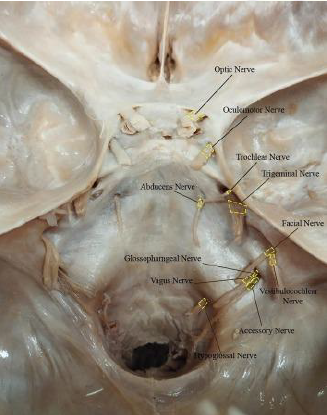 Optic Nerve
Oculomotor Nerve
Trochlear Nerve
Trigeminal Nerve
Abducens Nerve
Facial Nerve
Glossopharngeal Nerve
Vagus Nerve
Vestibulocochlear
Nerve
Accessory Nerve
Hypoglossal Nerve